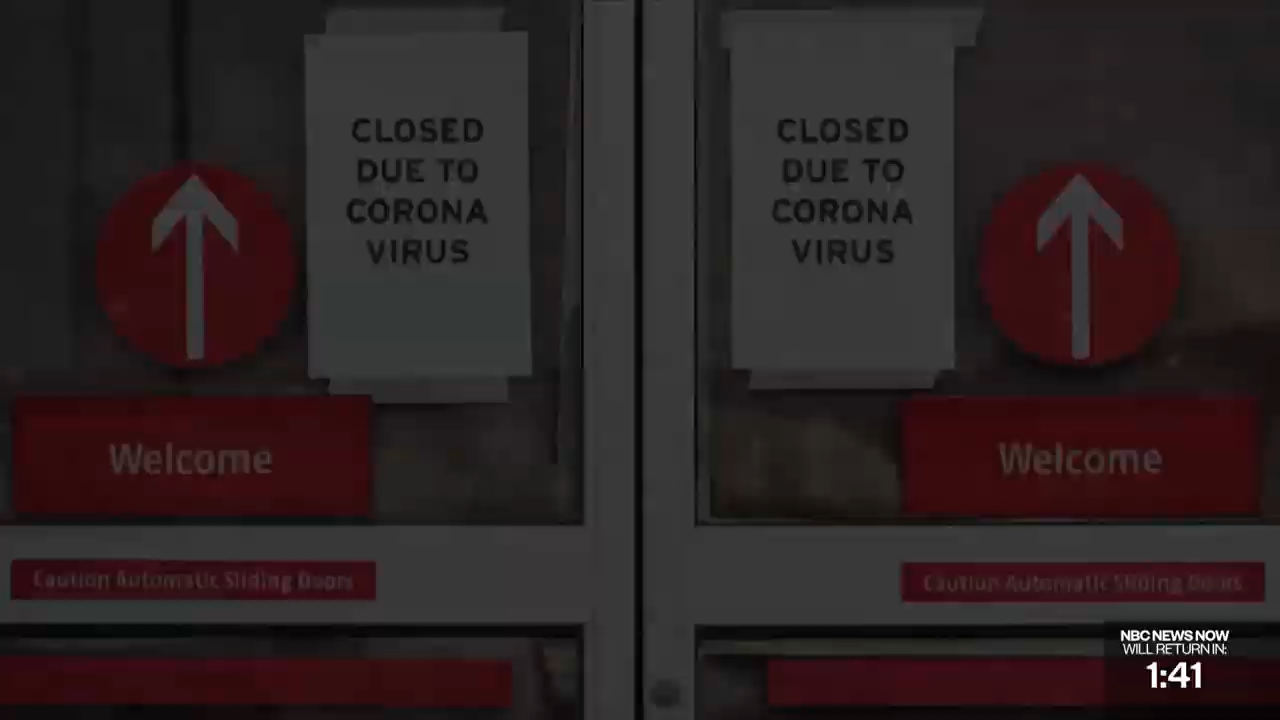 CLOSED
DUE TO
CORONA
VIRUS
CLOSED
DUE TO
CORONA
VIRUS
Welcome
Welcome
Caution Automatic Sliding Doors
Caution Automatic Sliding Doors
NBC NEWS NOW
WILL RETURN IN:
1:41